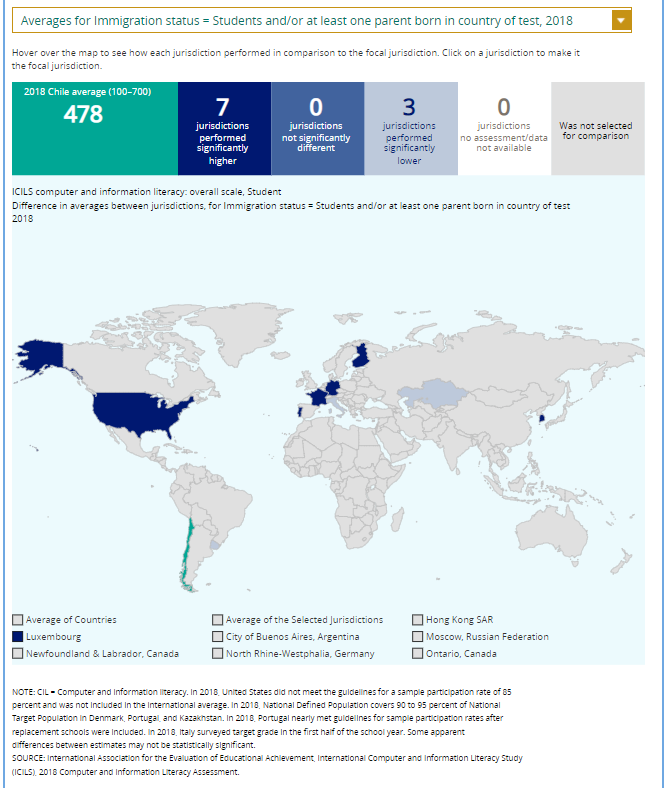 Averages for Immigration status = Students and/or at least one parent born in country of test, 2018
Hover over the map to see how each jurisdiction performed in comparison to the focal jurisdiction. Click on a jurisdiction to make it
the focal jurisdiction.
2018 Chile average (100–700)
478
7
jurisdictions
performed
significantly
higher
0
jurisdictions
not significantly
different
3
jurisdictions
performed
significantly
lower
0
jurisdictions
no assessment/data
not available
Was not selected
for comparison
ICILS computer and information literacy: overall scale, Student
Difference in averages between jurisdictions, for Immigration status = Students and/or at least one parent born in country of test
2018
Average of Countries
Average of the Selected Jurisdictions
Hong Kong SAR
Luxembourg
City of Buenos Aires, Argentina
Moscow, Russian Federation
Newfoundland & Labrador, Canada
North Rhine-Westphalia, Germany
Ontario, Canada
NOTE: CIL = Computer and information literacy. In 2018, United States did not meet the guidelines for a sample participation rate of 85
percent and was not included in the international average. In 2018, National Defined Population covers 90 to 95 percent of National
Target Population in Denmark, Portugal, and Kazakhstan. In 2018, Portugal nearly met guidelines for sample participation rates after
replacement schools were included. In 2018, Italy surveyed target grade in the first half of the school year. Some apparent
differences between estimates may not be statistically significant.
SOURCE: International Association for the Evaluation of Educational Achievement, International Computer and Information Literacy Study
(ICILS), 2018 Computer and Information Literacy Assessment.